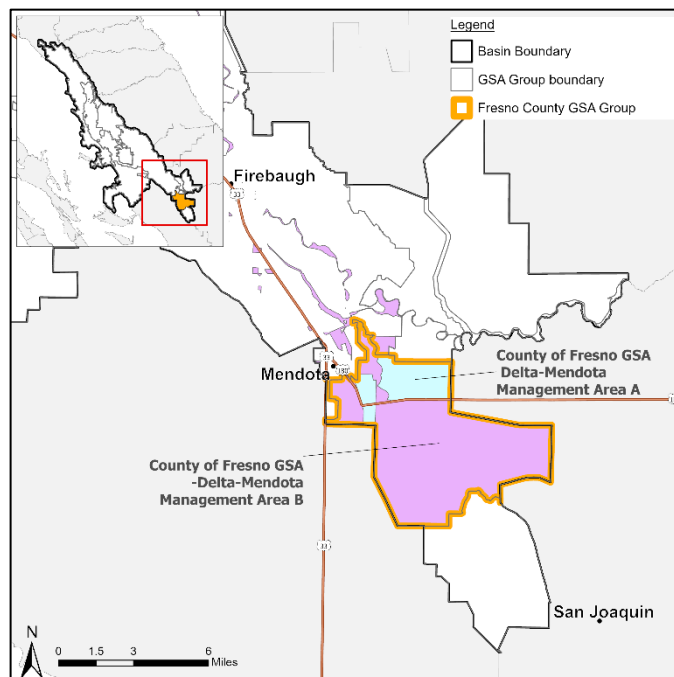 Legend
Basin Boundary
GSA Group boundary
Fresno County GSA Group
Firebaugh
33
33
180
Mendota
County of Fresno GSA
Delta-Mendota
Management Area A
County of Fresno GSA
-Delta-Mendota
Management Area B
33
San Joaquin
N
0 1.5 3 6
Miles